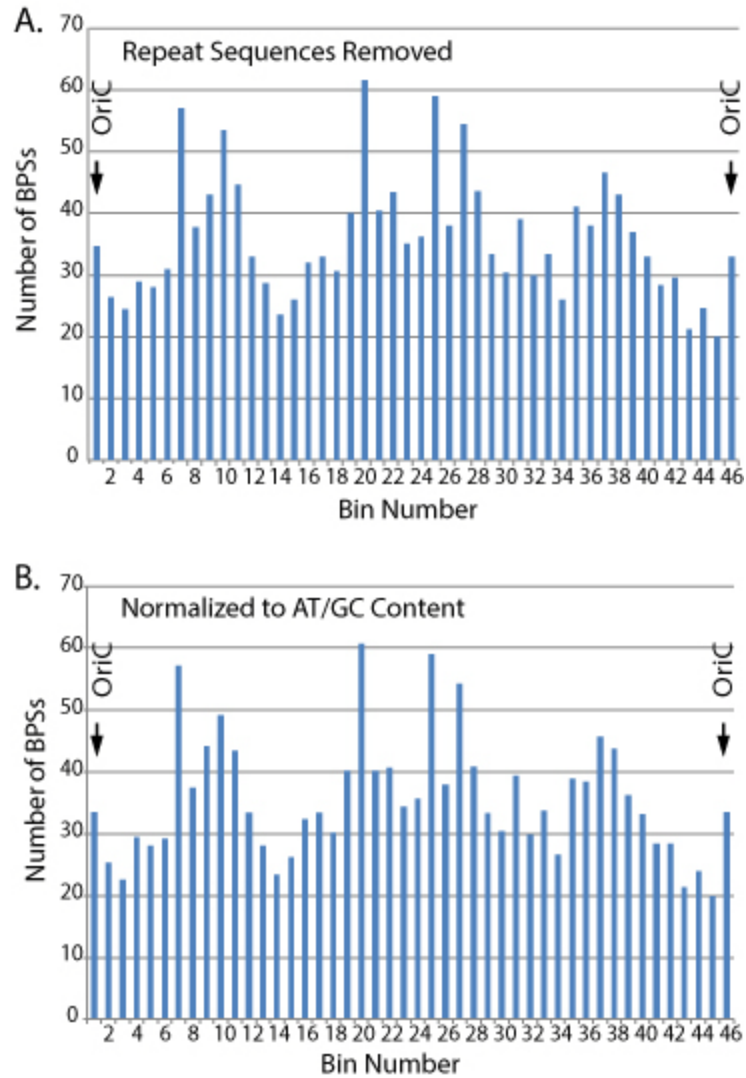 A.
Repeat Sequences Removed
70
60
50
40
30
20
10
0
Number of BPSs
OriC
OriC
2 4 6 8 10 12 14 16 18 20 22 24 26 28 30 32 34 36 38 40 42 44 46
Bin Number
B.
Normalized to AT/GC Content
70
60
50
40
30
20
10
0
Number of BPSs
OriC
OriC
2 4 6 8 10 12 14 16 18 20 22 24 26 28 30 32 34 36 38 40 42 44 46
Bin Number